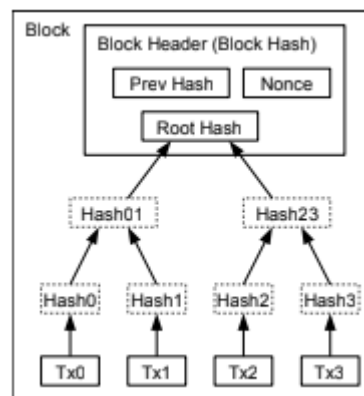 Block
Block Header (Block Hash)
Prev Hash
Nonce
Root Hash
Hash01
Hash23
Hash0
Hash1
Hash2
Hash3
Tx0
Tx1
Tx2
Tx3